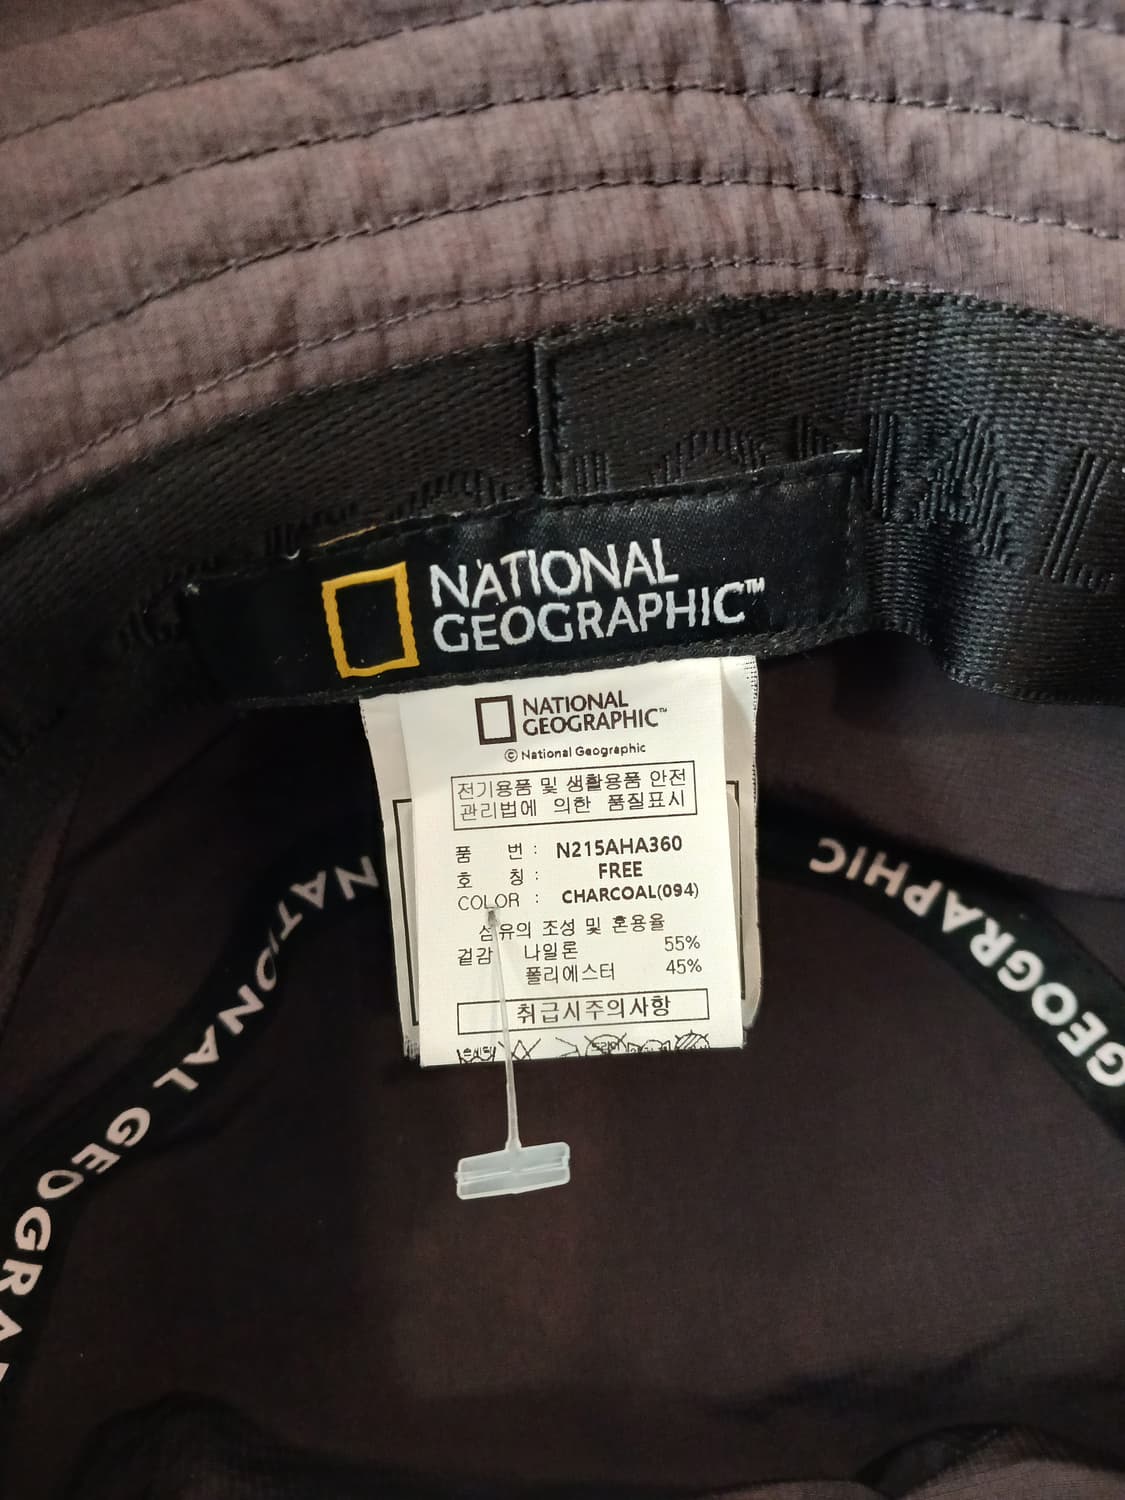 NATIONAL
GEOGRAPHIC™
NATIONAL
GEOGRAPHIC™
© National Geographic
전기용품 및 생활용품 안전
관리법에 의한 품질표시
품 번 : N215AHA360
호 칭 : FREE
COLOR : CHARCOAL(094)
섬유의 조성 및 혼용율
겉감 나일론 55%
폴리에스터 45%
취급시주의사항
NATIONAL GEOGRAP
GEOGRAPHIC